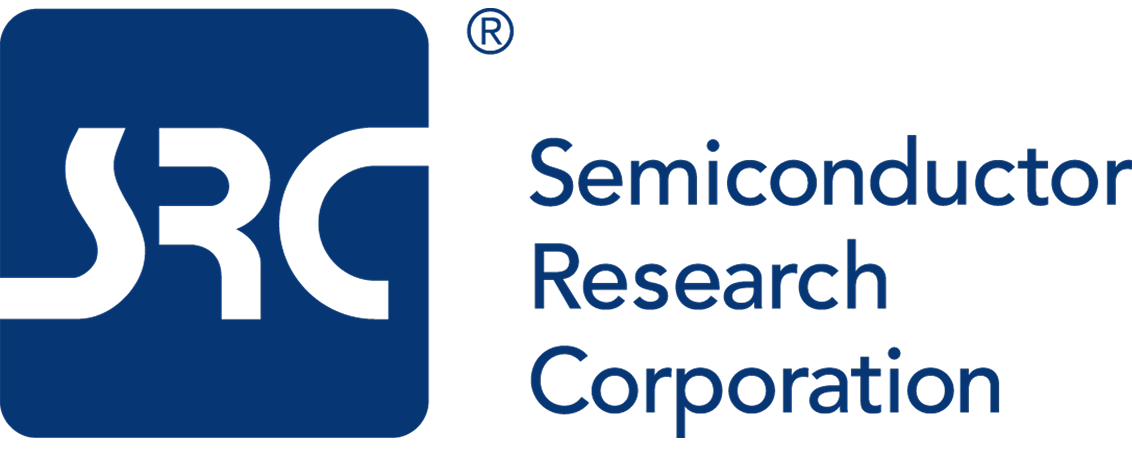 SRC ®
Semiconductor
Research
Corporation